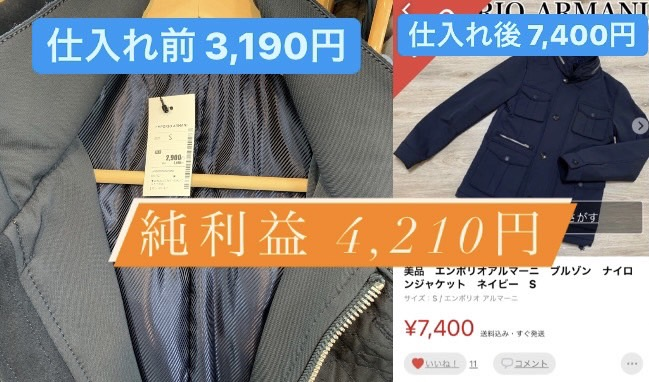 仕入れ前 3,190円
2,900
S
純利益 4,210円
RIO ARMANI
仕入れ後 7,400円
がす
美品 エンポリオアルマーニ ブルゾン ナイロ
ンジャケット ネイビー S
サイズ : S / エンポリオ アルマーニ
¥7,400 送料込み・すぐ発送
いいね! 11 コメント